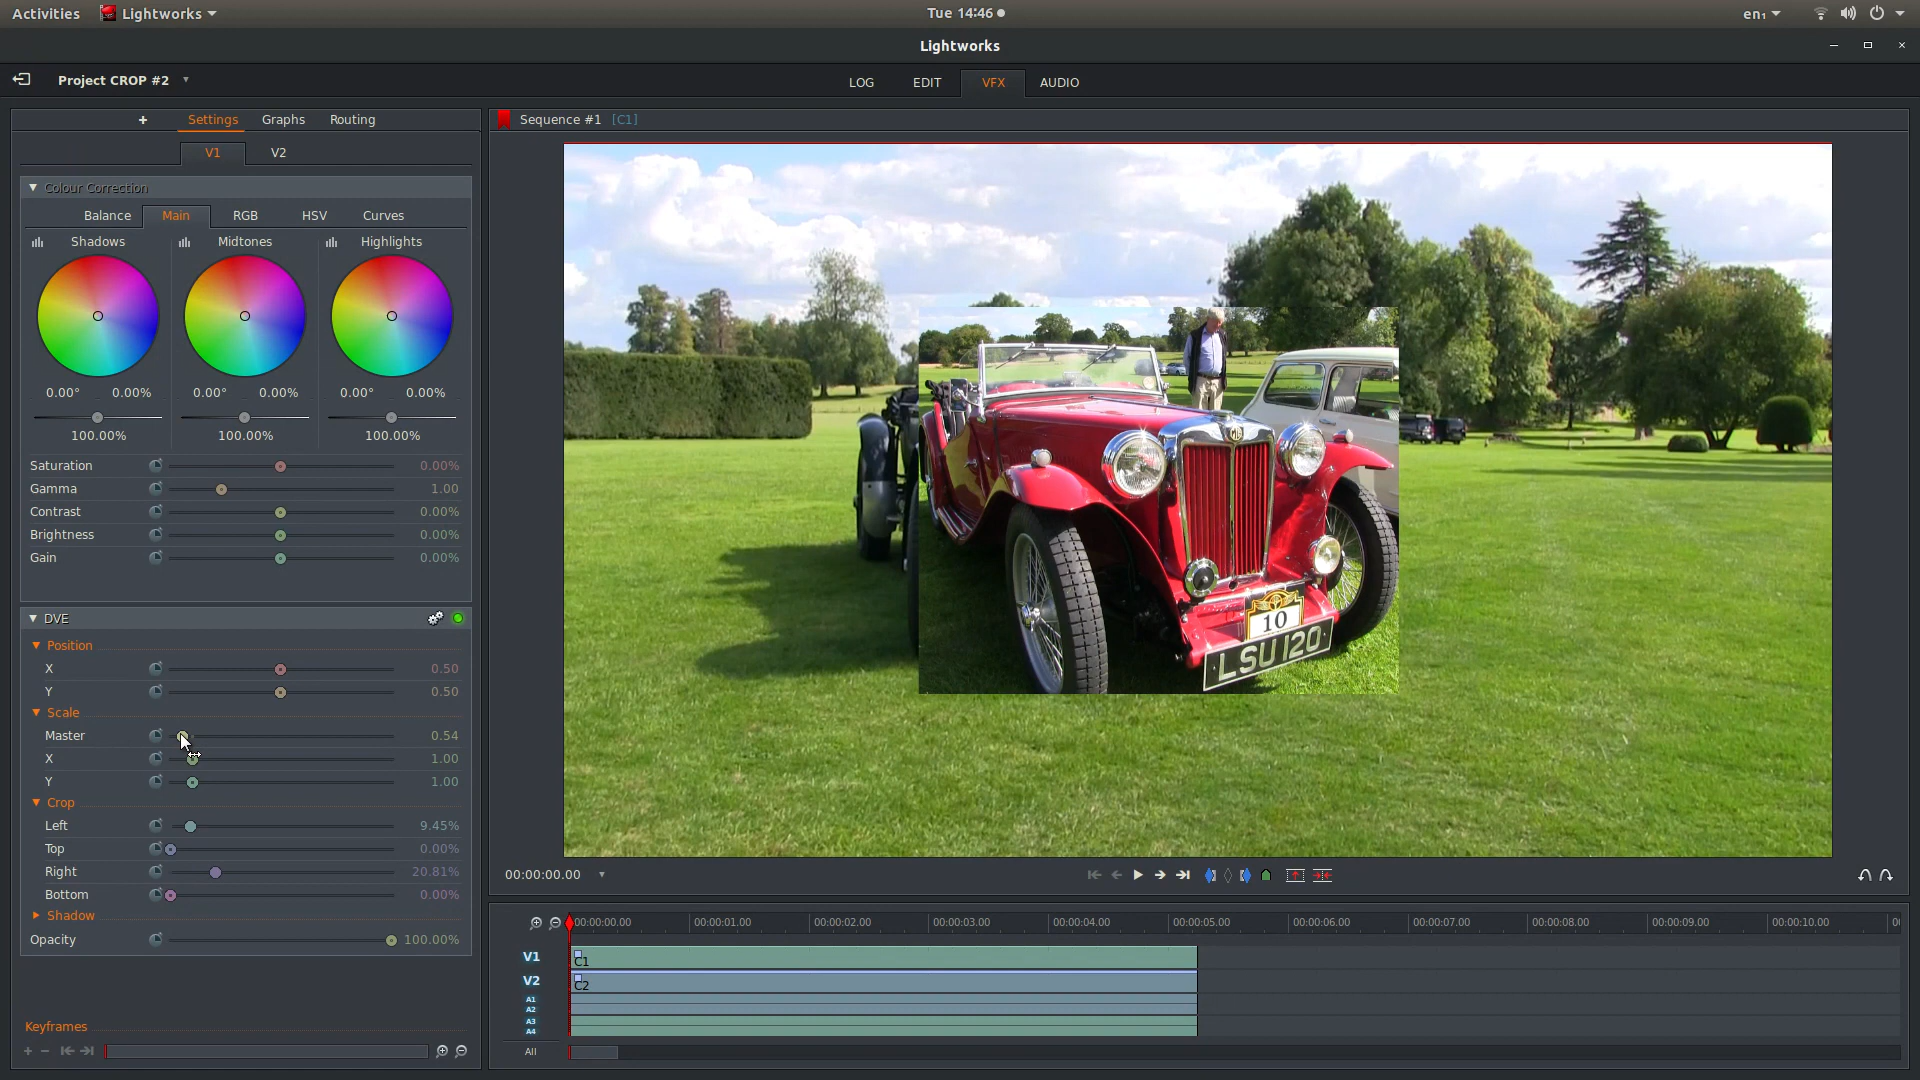 Activities Lightworks Tue 14:46 en₁
Lightworks
Project CROP #2 LOG EDIT VFX AUDIO
+ Settings Graphs Routing
V1 V2
Colour Correction
Balance Main RGB HSV Curves
Shadows Midtones Highlights
0.00° 0.00% 0.00° 0.00% 0.00° 0.00%
100.00% 100.00% 100.00%
Saturation 0.00%
Gamma 1.00
Contrast 0.00%
Brightness 0.00%
Gain 0.00%
DVE
Position
X 0.50
Y 0.50
Scale
Master 0.54
X 1.00
Y 1.00
Crop
Left 9.45%
Top 0.00%
Right 20.81%
Bottom 0.00%
Shadow
Opacity 100.00%
Keyframes
Sequence #1 [C1]
MG
10
LSU 120
00:00:00.00
00:00:00.00 00:00:01.00 00:00:02.00 00:00:03.00 00:00:04.00 00:00:05.00 00:00:06.00 00:00:07.00 00:00:08.00 00:00:09.00 00:00:10.00
V1 C1
V2 C2
A1
A2
A3
A4
All